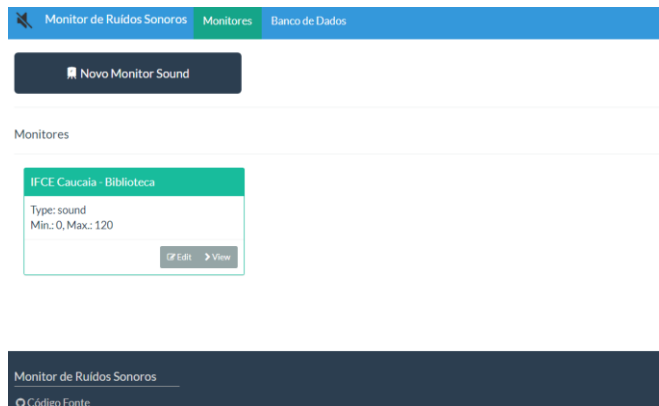 Monitor de Ruídos Sonoros Monitores Banco de Dados
Novo Monitor Sound
Monitores
IFCE Caucaia - Biblioteca
Type: sound
Min.: 0, Max.: 120
Edit View
Monitor de Ruídos Sonoros
Código Fonte